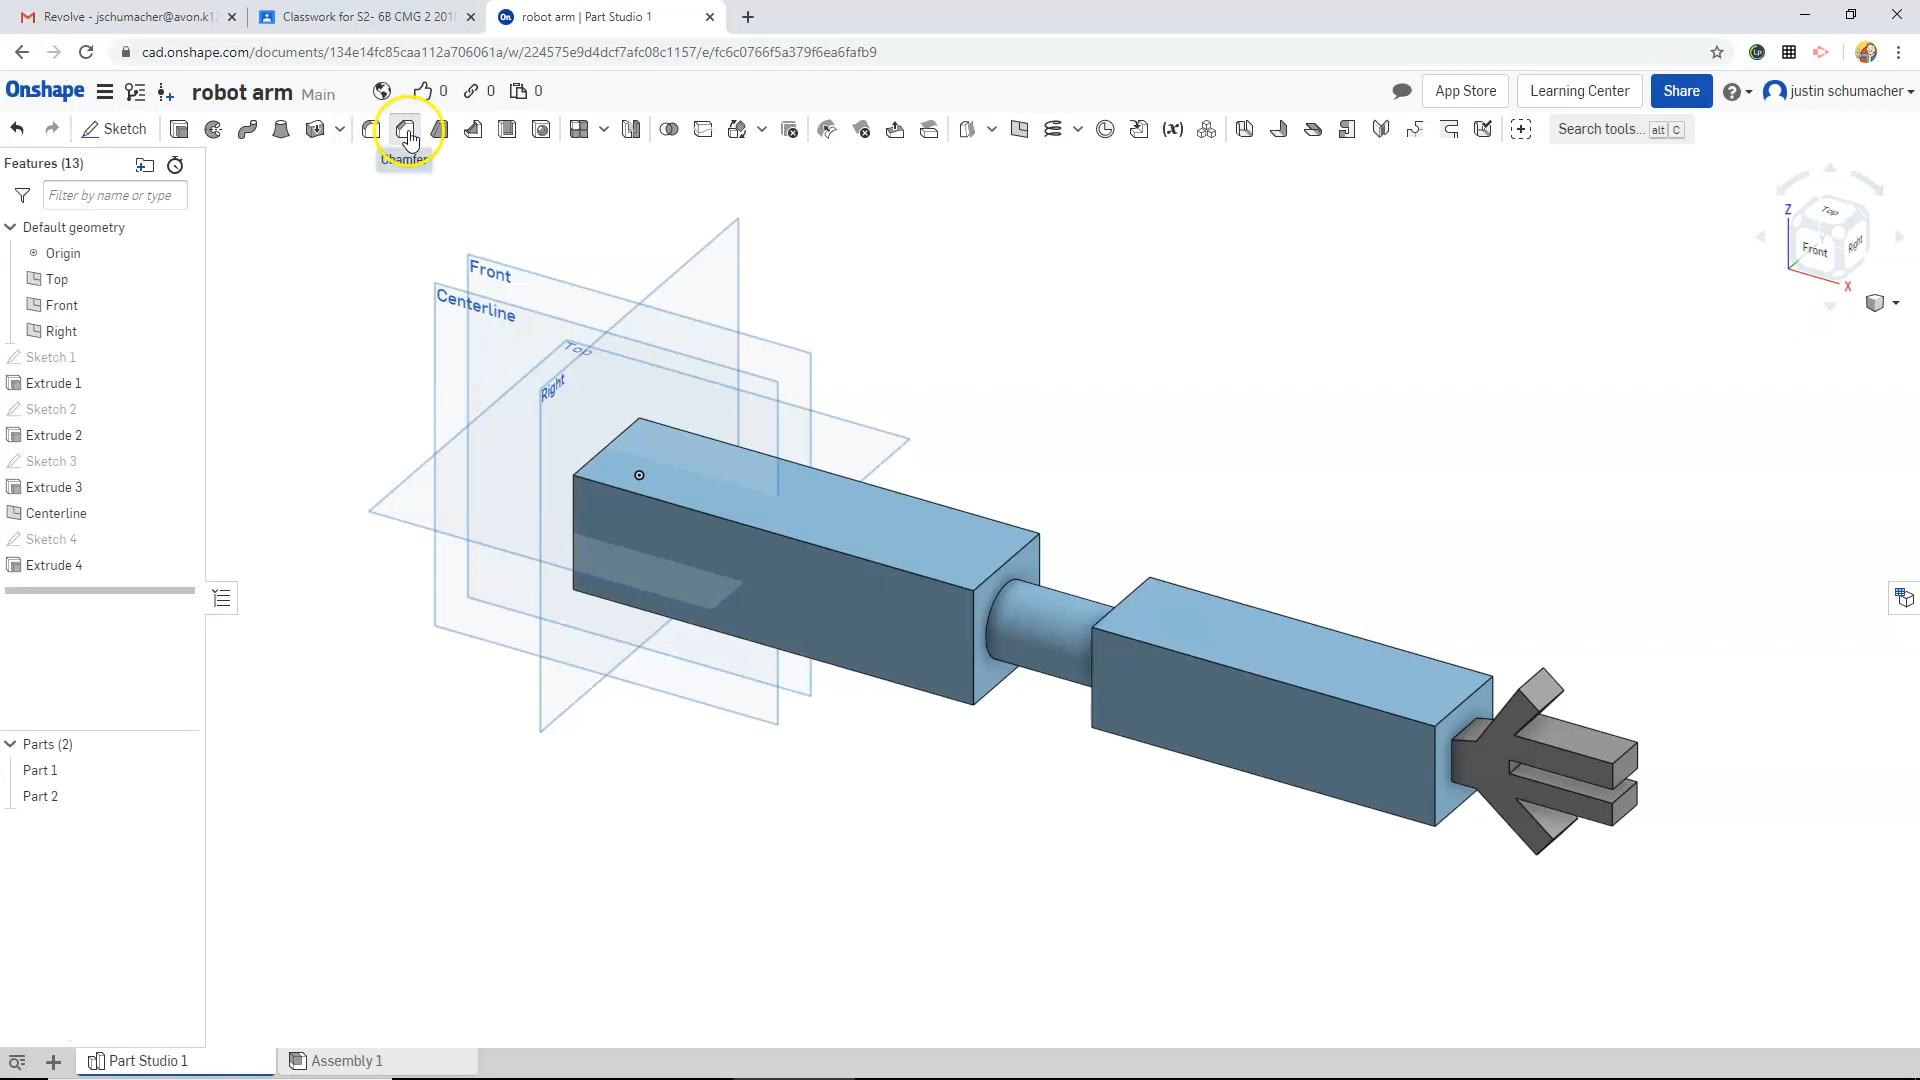 Revolve - jschumacher@avon.k12
Classwork for S2- 6B CMG 2 201
robot arm | Part Studio 1
cad.onshape.com/documents/134e14fc85caa112a706061a/w/224575e9d4dcf7afc08c1157/e/fc6c0766f5a379f6ea6fafb9
Onshape
robot arm Main
0
0
0
App Store
Learning Center
Share
justin schumacher
Sketch
(x)
Search tools... alt C
Chamfer
Features (13)
Filter by name or type
Default geometry
Origin
Top
Front
Right
Sketch 1
Extrude 1
Sketch 2
Extrude 2
Sketch 3
Extrude 3
Centerline
Sketch 4
Extrude 4
Parts (2)
Part 1
Part 2
Front
Centerline
Top
Right
Z
Top
Y
Front
Right
X
Part Studio 1
Assembly 1